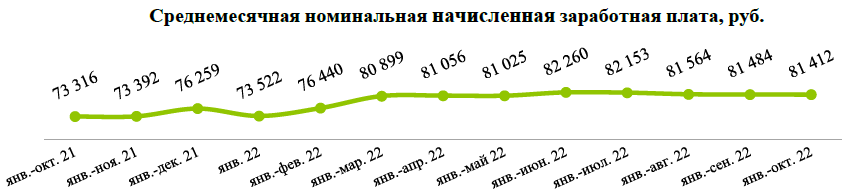 Среднемесячная номинальная начисленная заработная плата, руб.
73 316
73 392
76 259
73 522
76 440
80 899
81 056
81 025
82 260
82 153
81 564
81 484
81 412
янв.-окт. 21
янв.-ноя. 21
янв.-дек. 21
янв. 22
янв.-фев. 22
янв.-мар. 22
янв.-апр. 22
янв.-май 22
янв.-июн. 22
янв.-июл. 22
янв.-авг. 22
янв.-сен. 22
янв.-окт. 22